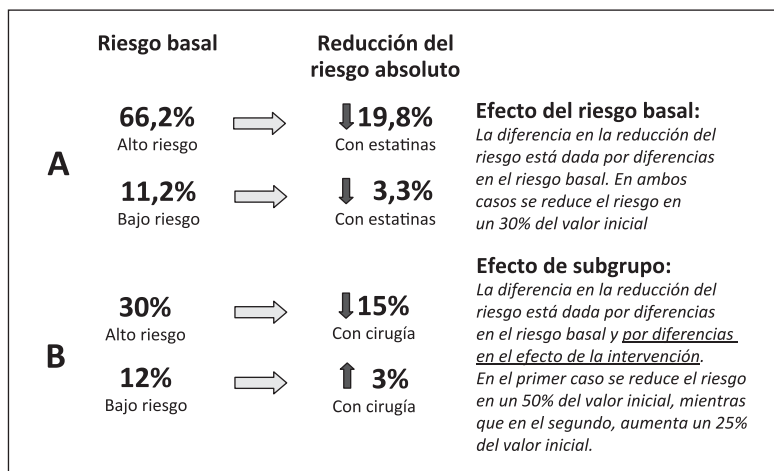 Riesgo basal
Reducción del
riesgo absoluto
A
66,2%
Alto riesgo
19,8%
Con estatinas
11,2%
Bajo riesgo
3,3%
Con estatinas
Efecto del riesgo basal:
La diferencia en la reducción del
riesgo está dada por diferencias
en el riesgo basal. En ambos
casos se reduce el riesgo en
un 30% del valor inicial
B
30%
Alto riesgo
15%
Con cirugía
12%
Bajo riesgo
3%
Con cirugía
Efecto de subgrupo:
La diferencia en la reducción del
riesgo está dada por diferencias
en el riesgo basal y por diferencias
en el efecto de la intervención.
En el primer caso se reduce el riesgo
en un 50% del valor inicial, mientras
que en el segundo, aumenta un 25%
del valor inicial.